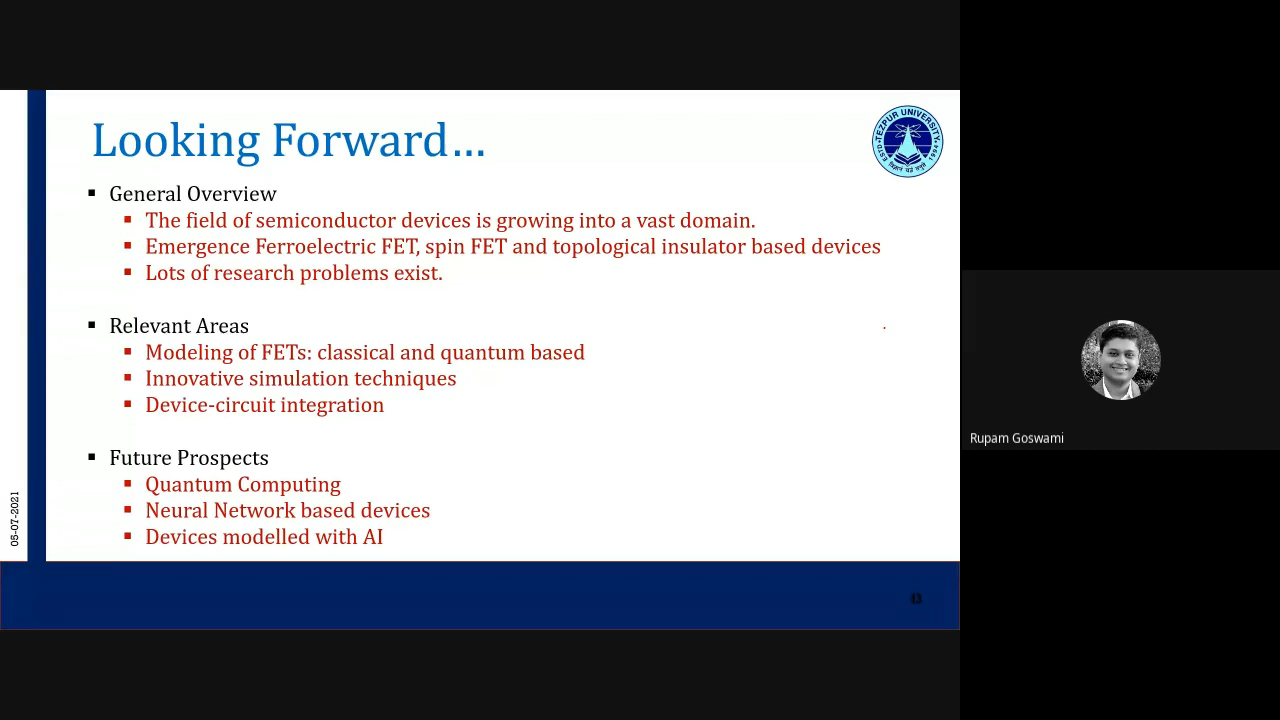 Looking Forward...
TEZPUR UNIVERSITY
General Overview
The field of semiconductor devices is growing into a vast domain.
Emergence Ferroelectric FET, spin FET and topological insulator based devices
Lots of research problems exist.
Relevant Areas
Modeling of FETs: classical and quantum based
Innovative simulation techniques
Device-circuit integration
Future Prospects
Quantum Computing
Neural Network based devices
Devices modelled with AI
Rupam Goswami